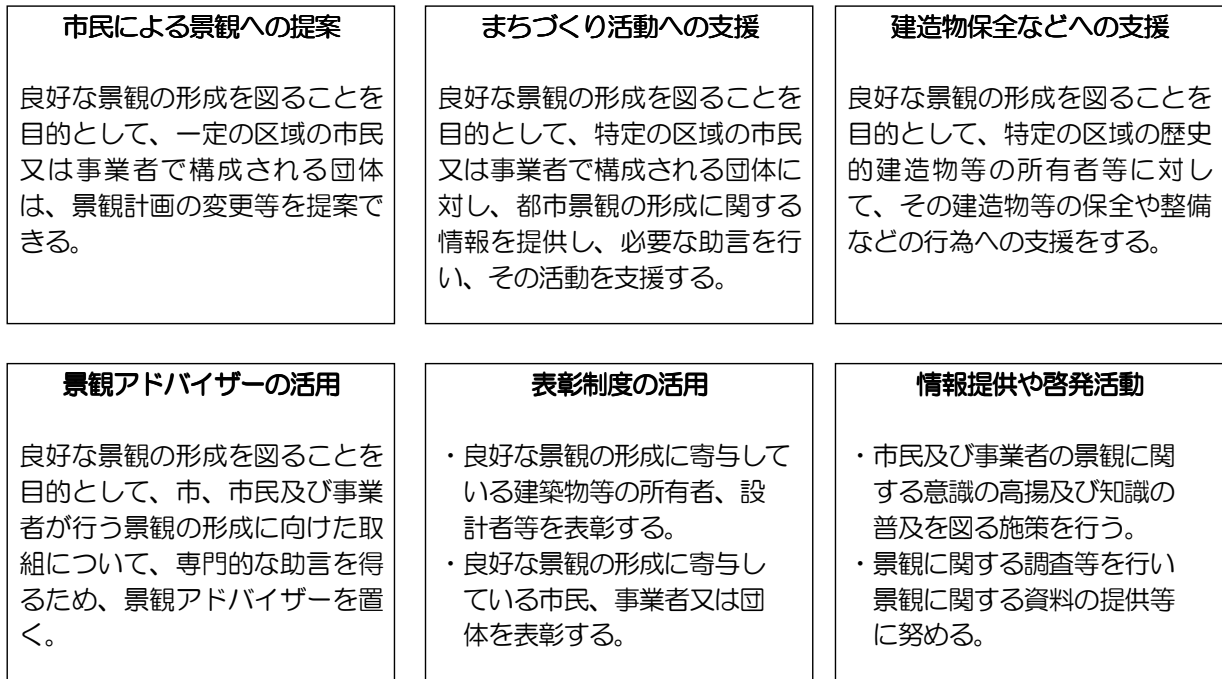 市民による景観への提案
良好な景観の形成を図ることを
目的として、一定の区域の市民
又は事業者で構成される団体
は、景観計画の変更等を提案で
きる。
まちづくり活動への支援
良好な景観の形成を図ることを
目的として、特定の区域の市民
又は事業者で構成される団体に
対し、都市景観の形成に関する
情報を提供し、必要な助言を行
い、その活動を支援する。
建造物保全などへの支援
良好な景観の形成を図ることを
目的として、特定の区域の歴史
的建造物等の所有者等に対し
て、その建造物等の保全や整備
などの行為への支援をする。
景観アドバイザーの活用
良好な景観の形成を図ることを
目的として、市、市民及び事業
者が行う景観の形成に向けた取
組について、専門的な助言を得
るため、景観アドバイザーを置
く。
表彰制度の活用
・良好な景観の形成に寄与して
いる建築物等の所有者、設
計者等を表彰する。
・良好な景観の形成に寄与し
ている市民、事業者又は団
体を表彰する。
情報提供や啓発活動
・市民及び事業者の景観に関
する意識の高揚及び知識の
普及を図る施策を行う。
・景観に関する調査等を行い
景観に関する資料の提供等
に努める。